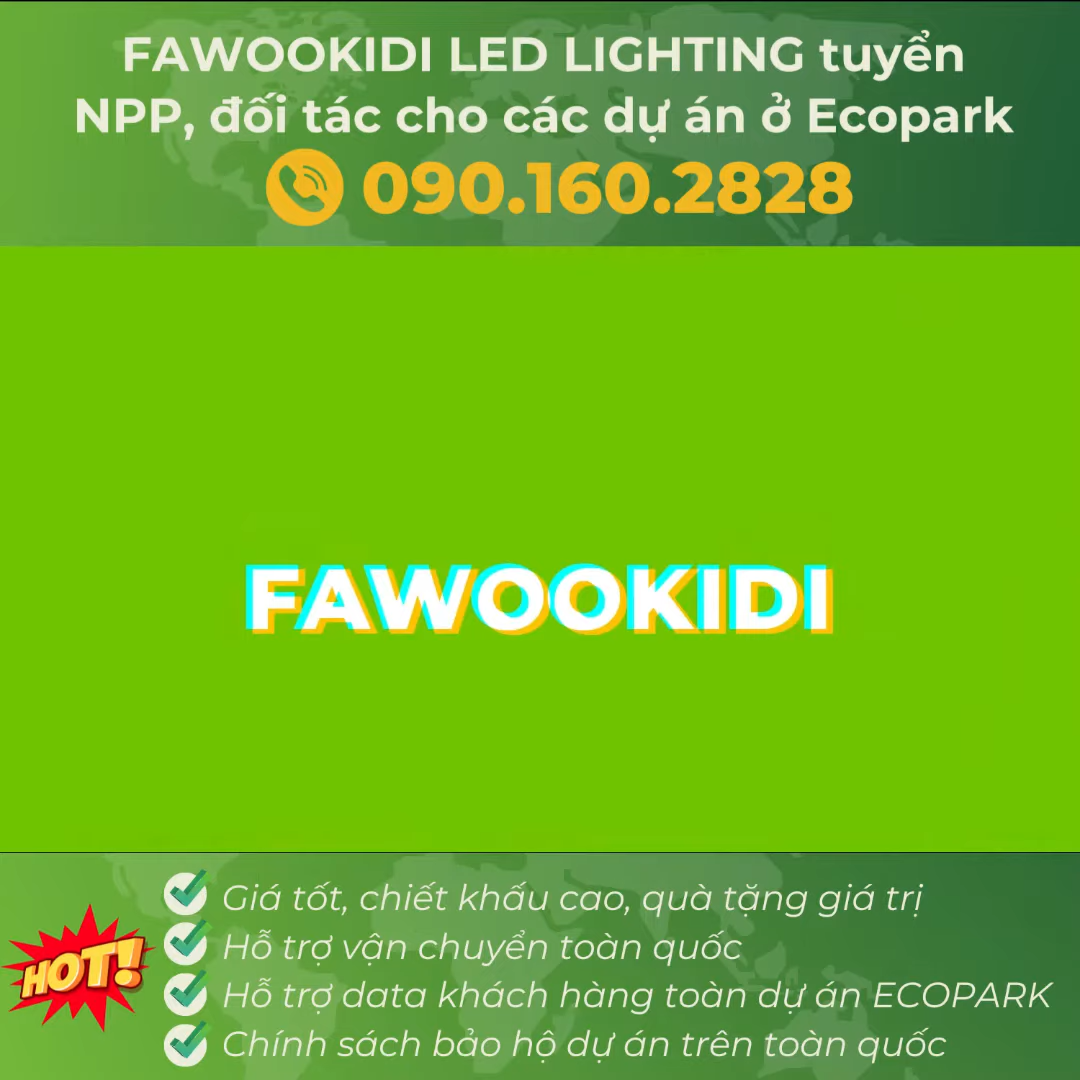 FAWOOKIDI LED LIGHTING tuyển
NPP, đối tác cho các dự án ở Ecopark
090.160.2828
FAWOOKIDI
Giá tốt, chiết khấu cao, quà tặng giá trị
Hỗ trợ vận chuyển toàn quốc
HOT!
Hỗ trợ data khách hàng toàn dự án ECOPARK
Chính sách bảo hộ dự án trên toàn quốc